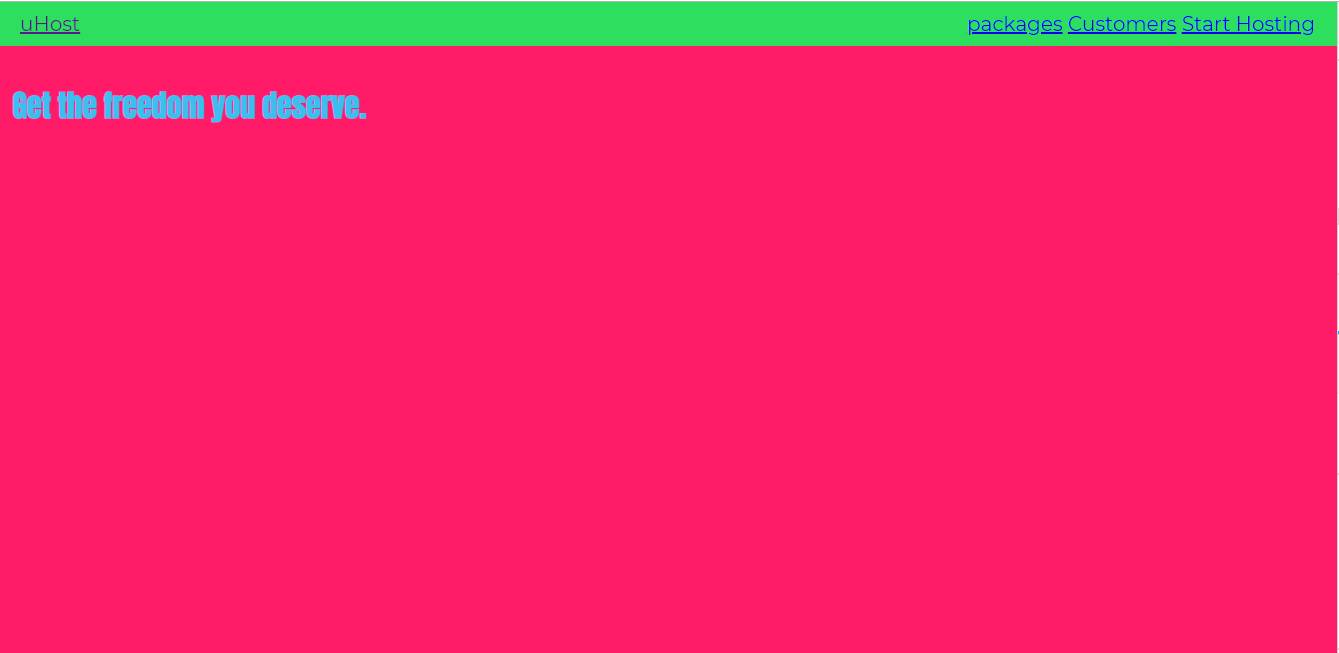 uHost packages Customers Start Hosting
Get the freedom you deserve.